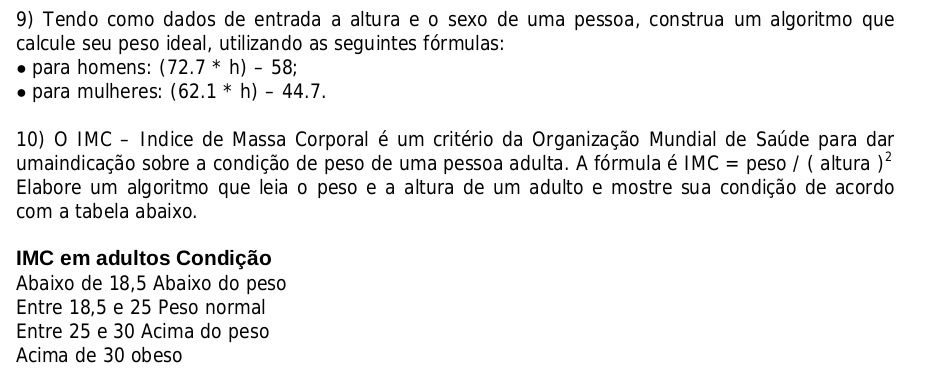 9) Tendo como dados de entrada a altura e o sexo de uma pessoa, construa um algoritmo que
calcule seu peso ideal, utilizando as seguintes fórmulas:
• para homens: (72.7 * h) – 58;
• para mulheres: (62.1 * h) – 44.7.
10) O IMC – Indice de Massa Corporal é um critério da Organização Mundial de Saúde para dar
umaindicação sobre a condição de peso de uma pessoa adulta. A fórmula é IMC = peso / ( altura )²
Elabore um algoritmo que leia o peso e a altura de um adulto e mostre sua condição de acordo
com a tabela abaixo.
IMC em adultos Condição
Abaixo de 18,5 Abaixo do peso
Entre 18,5 e 25 Peso normal
Entre 25 e 30 Acima do peso
Acima de 30 obeso